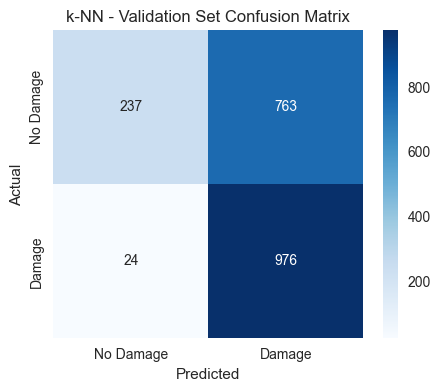 k-NN - Validation Set Confusion Matrix
Actual
No Damage
Damage
237
763
24
976
No Damage
Damage
Predicted
800
600
400
200